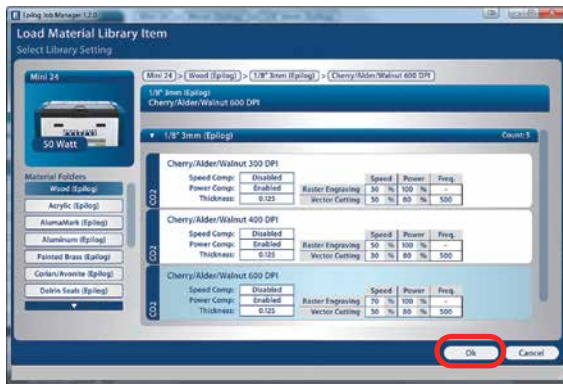 Epilog Job Manager 1.2.0
Load Material Library Item
Select Library Setting
Mini 24
50 Watt
Material Folders
Wood (Epilog)
Acrylic (Epilog)
AlumaMark (Epilog)
Aluminum (Epilog)
Painted Brass (Epilog)
Corian/Avonite (Epilog)
Delrin Seals (Epilog)
Mini 24 > Wood (Epilog) > 1/8" 3mm (Epilog) > Cherry/Alder/Walnut 600 DPI
1/8" 3mm (Epilog)
Cherry/Alder/Walnut 600 DPI
1/8" 3mm (Epilog) Count: 5
CO2
Cherry/Alder/Walnut 300 DPI
Speed Comp: Disabled Speed Power Freq.
Power Comp: Enabled Raster Engraving 30 % 100 % -
Thickness: 0.125 Vector Cutting 30 % 80 % 500
CO2
Cherry/Alder/Walnut 400 DPI
Speed Comp: Disabled Speed Power Freq.
Power Comp: Enabled Raster Engraving 50 % 100 % -
Thickness: 0.125 Vector Cutting 30 % 80 % 500
CO2
Cherry/Alder/Walnut 600 DPI
Speed Comp: Disabled Speed Power Freq.
Power Comp: Enabled Raster Engraving 70 % 100 % -
Thickness: 0.125 Vector Cutting 30 % 80 % 500
Ok Cancel